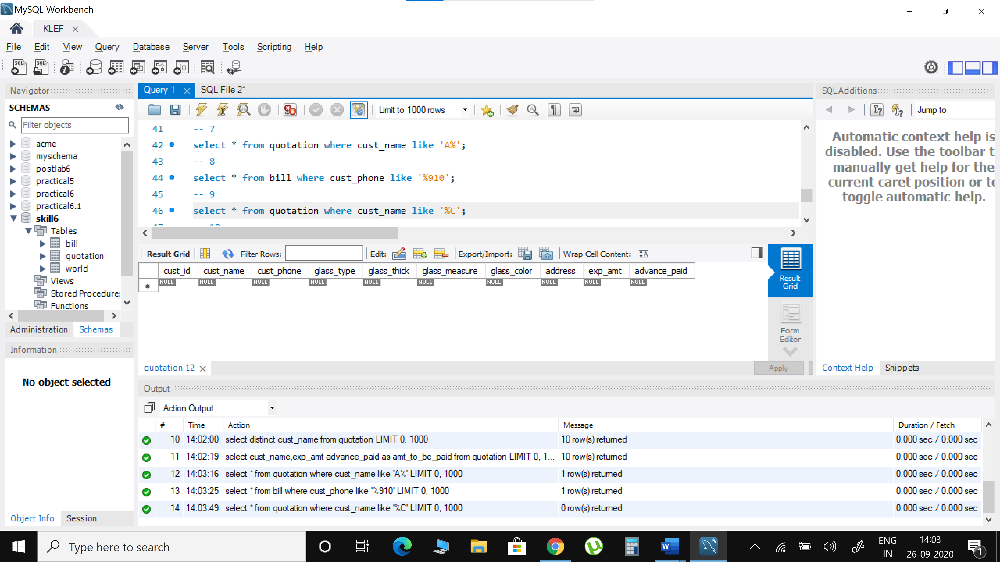 MySQL Workbench
KLEF
File Edit View Query Database Server Tools Scripting Help
Navigator
SCHEMAS
Filter objects
acme
myschema
postlab6
practical5
practical6
practical6.1
skill6
Tables
bill
quotation
world
Views
Stored Procedures
Functions
Administration Schemas
Information
No object selected
Object Info Session
Query 1 SQL File 2*
Limit to 1000 rows
41 -- 7
42 select * from quotation where cust_name like 'A%';
43 -- 8
44 select * from bill where cust_phone like '%910';
45 -- 9
46 select * from quotation where cust_name like '%C';
47 -- 10
Result Grid Filter Rows: Edit: Export/Import: Wrap Cell Content:
cust_id cust_name cust_phone glass_type glass_thick glass_measure glass_color address exp_amt advance_paid
NULL NULL NULL NULL NULL NULL NULL NULL NULL NULL
Result
Grid
Form
Editor
quotation 12
Apply
SQLAdditions
Jump to
Automatic context help is
disabled. Use the toolbar t
manually get help for the
current caret position or to
toggle automatic help.
Context Help Snippets
Output
Action Output
# Time Action Message Duration / Fetch
10 14:02:00 select distinct cust_name from quotation LIMIT 0, 1000 10 row(s) returned 0.000 sec / 0.000 sec
11 14:02:19 select cust_name,exp_amt-advance_paid as amt_to_be_paid from quotation LIMIT 0, 1... 10 row(s) returned 0.000 sec / 0.000 sec
12 14:03:16 select * from quotation where cust_name like 'A%' LIMIT 0, 1000 1 row(s) returned 0.000 sec / 0.000 sec
13 14:03:25 select * from bill where cust_phone like '%910' LIMIT 0, 1000 1 row(s) returned 0.000 sec / 0.000 sec
14 14:03:49 select * from quotation where cust_name like '%C' LIMIT 0, 1000 0 row(s) returned 0.000 sec / 0.000 sec
Type here to search
ENG
IN
14:03
26-09-2020
1